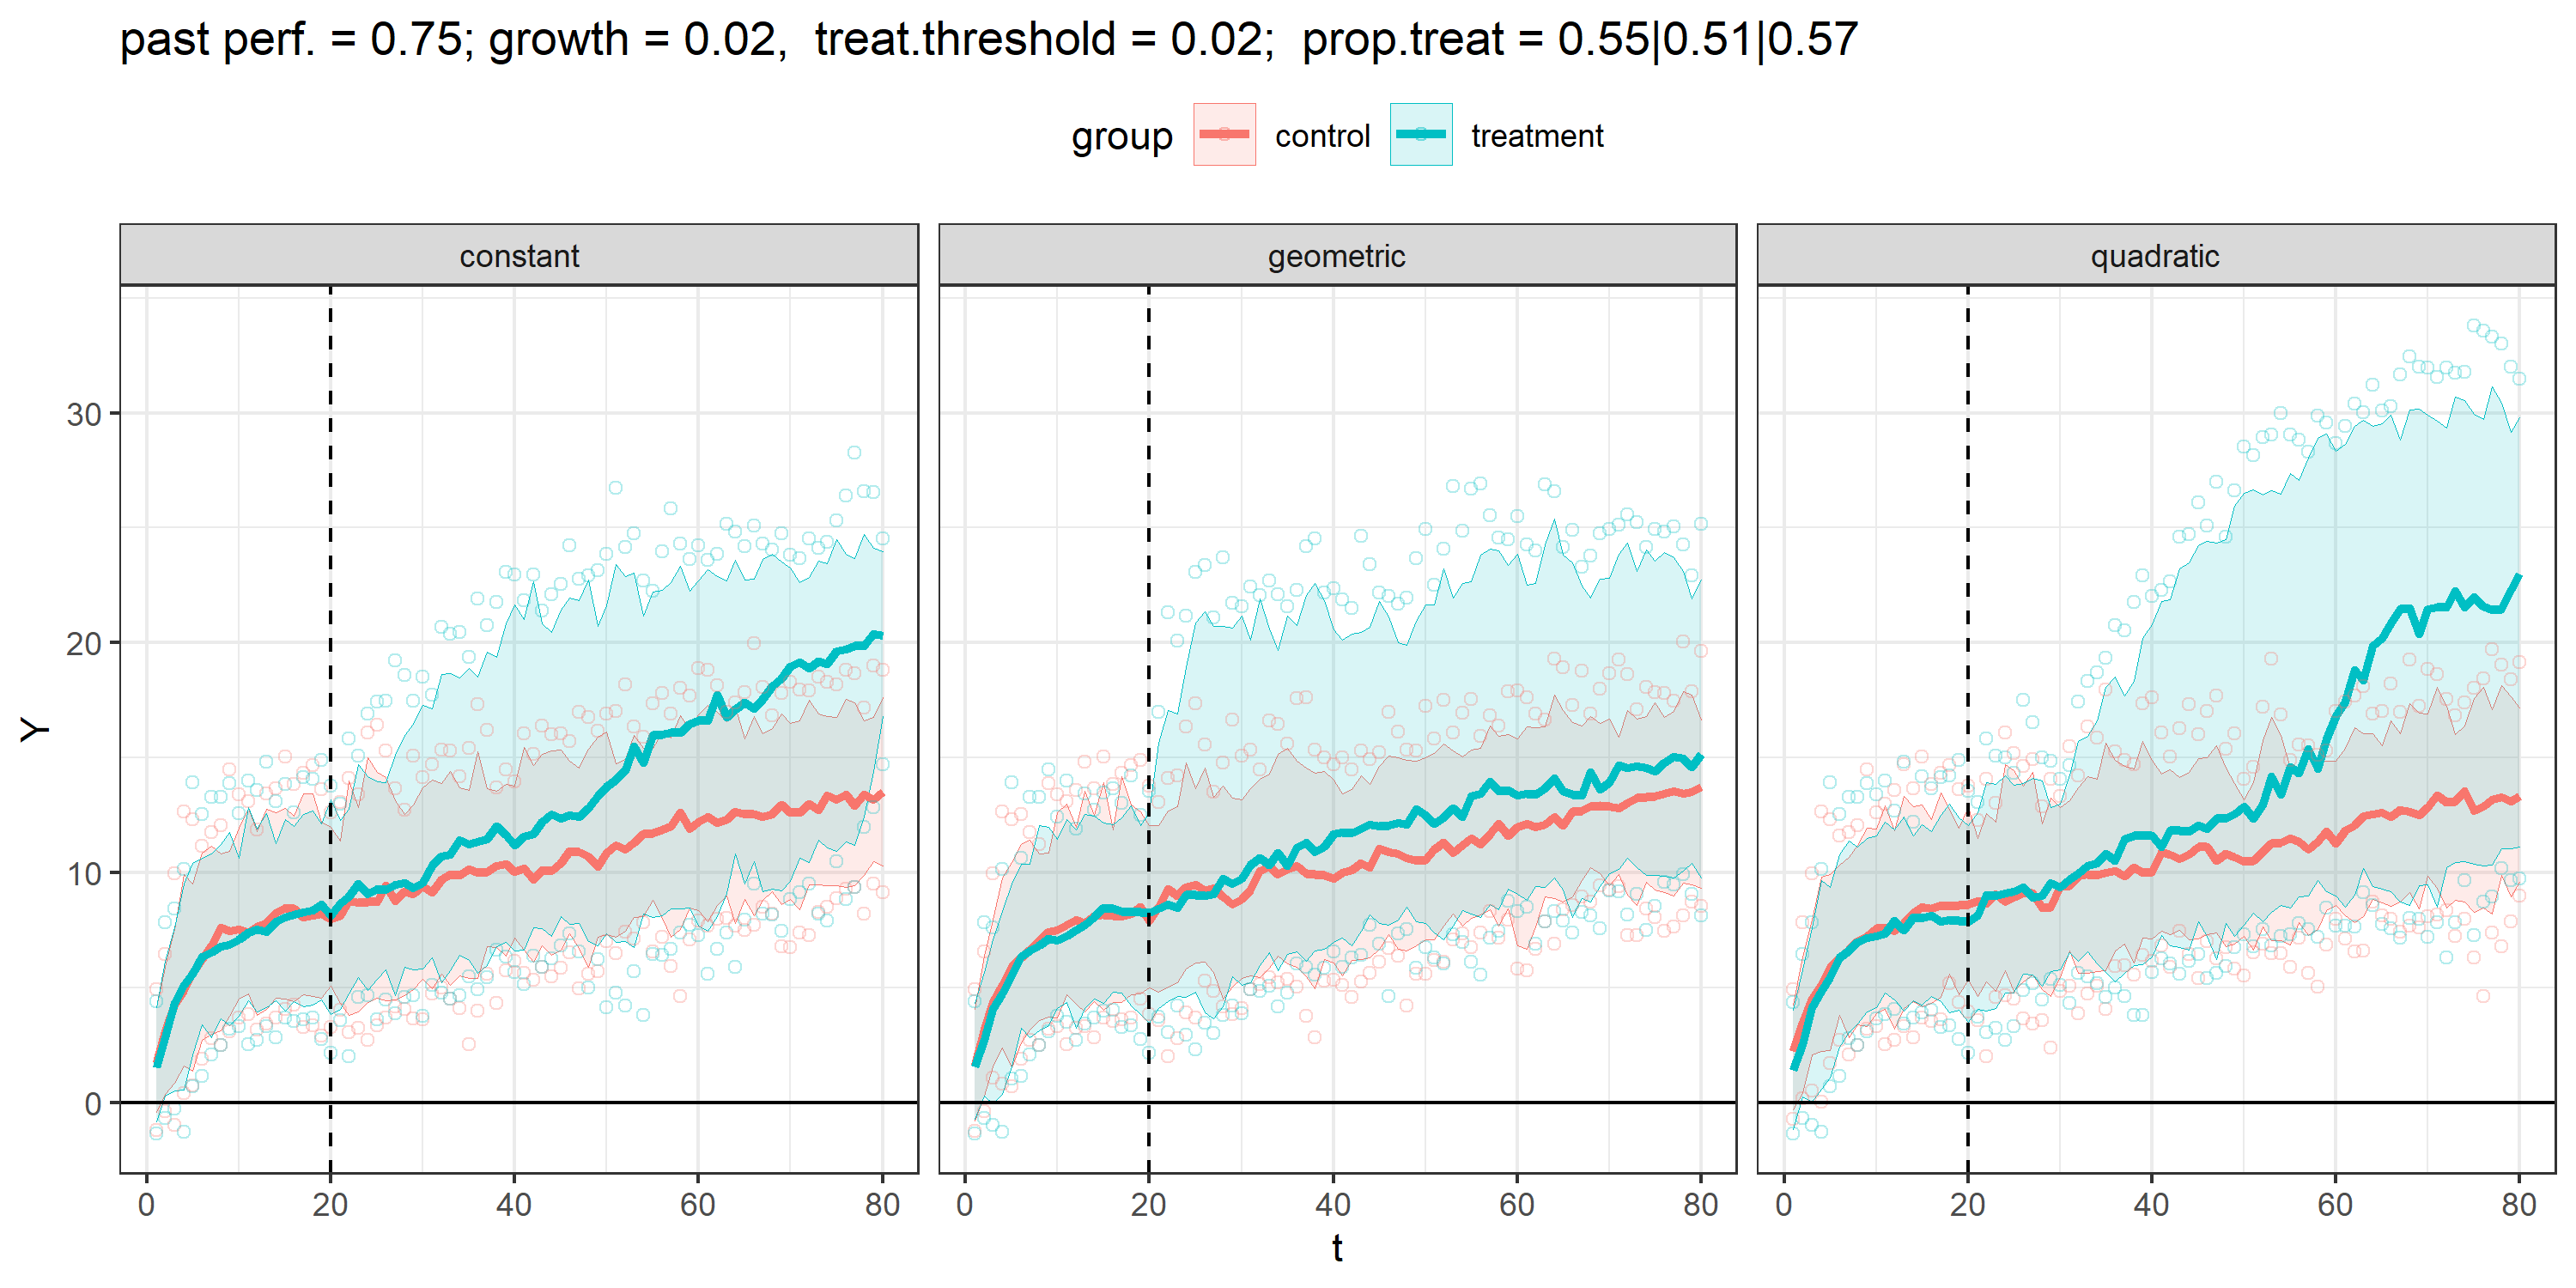 past perf. = 0.75; growth = 0.02,  treat.threshold = 0.02;  prop.treat = 0.55|0.51|0.57
group control treatment
constant geometric quadratic
30
20
10
0
Y
0 20 40 60 80 0 20 40 60 80 0 20 40 60 80
t